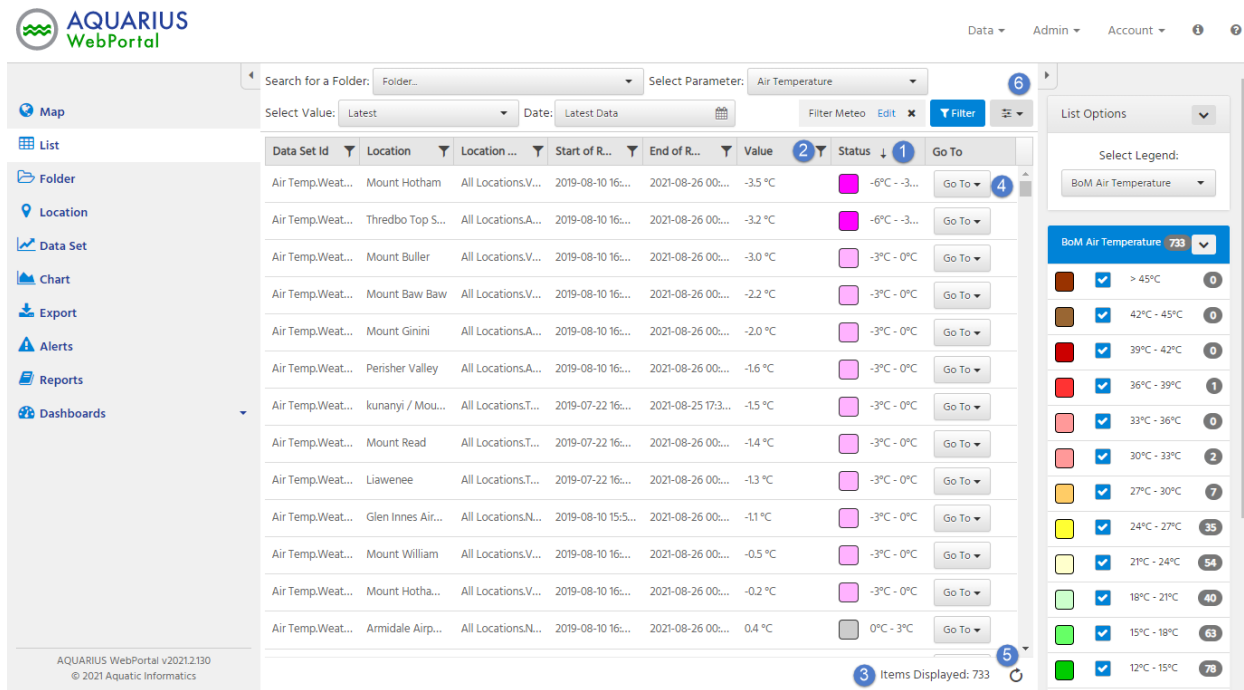 AQUARIUS
WebPortal
Data Admin Account
Search for a Folder: Folder... Select Parameter: Air Temperature
6
Select Value: Latest Date: Latest Data Filter Meteo Edit Filter
Map
List
Folder
Location
Data Set
Chart
Export
Alerts
Reports
Dashboards
AQUARIUS WebPortal v2021.2.130
© 2021 Aquatic Informatics
Data Set Id Location Location ... Start of R... End of R... Value 2 Status ↓ 1 Go To
Air Temp.Weat... Mount Hotham All Locations.V... 2019-08-10 16:... 2021-08-26 00:... -3.5 °C -6°C - -3... Go To 4
Air Temp.Weat... Thredbo Top S... All Locations.A... 2019-08-10 16:... 2021-08-26 00:... -3.2 °C -6°C - -3... Go To
Air Temp.Weat... Mount Buller All Locations.V... 2019-08-10 16:... 2021-08-26 00:... -3.0 °C -3°C - 0°C Go To
Air Temp.Weat... Mount Baw Baw All Locations.V... 2019-08-10 16:... 2021-08-26 00:... -2.2 °C -3°C - 0°C Go To
Air Temp.Weat... Mount Ginini All Locations.A... 2019-08-10 16:... 2021-08-26 00:... -2.0 °C -3°C - 0°C Go To
Air Temp.Weat... Perisher Valley All Locations.A... 2019-08-10 16:... 2021-08-26 00:... -1.6 °C -3°C - 0°C Go To
Air Temp.Weat... kunanyi / Mou... All Locations.T... 2019-07-22 16:... 2021-08-25 17:3... -1.5 °C -3°C - 0°C Go To
Air Temp.Weat... Mount Read All Locations.T... 2019-07-22 16:... 2021-08-26 00:... -1.4 °C -3°C - 0°C Go To
Air Temp.Weat... Liawenee All Locations.T... 2019-07-22 16:... 2021-08-26 00:... -1.3 °C -3°C - 0°C Go To
Air Temp.Weat... Glen Innes Air... All Locations.N... 2019-08-10 15:5... 2021-08-26 00:... -1.1 °C -3°C - 0°C Go To
Air Temp.Weat... Mount William All Locations.V... 2019-08-10 16:... 2021-08-26 00:... -0.5 °C -3°C - 0°C Go To
Air Temp.Weat... Mount Hotha... All Locations.V... 2019-08-10 16:... 2021-08-26 00:... -0.2 °C -3°C - 0°C Go To
Air Temp.Weat... Armidale Airp... All Locations.N... 2019-08-10 16:... 2021-08-26 00:... 0.4 °C 0°C - 3°C Go To
5
3 Items Displayed: 733
List Options
Select Legend:
BoM Air Temperature
BoM Air Temperature 733
> 45°C 0
42°C - 45°C 0
39°C - 42°C 0
36°C - 39°C 1
33°C - 36°C 0
30°C - 33°C 2
27°C - 30°C 7
24°C - 27°C 35
21°C - 24°C 54
18°C - 21°C 40
15°C - 18°C 63
12°C - 15°C 78